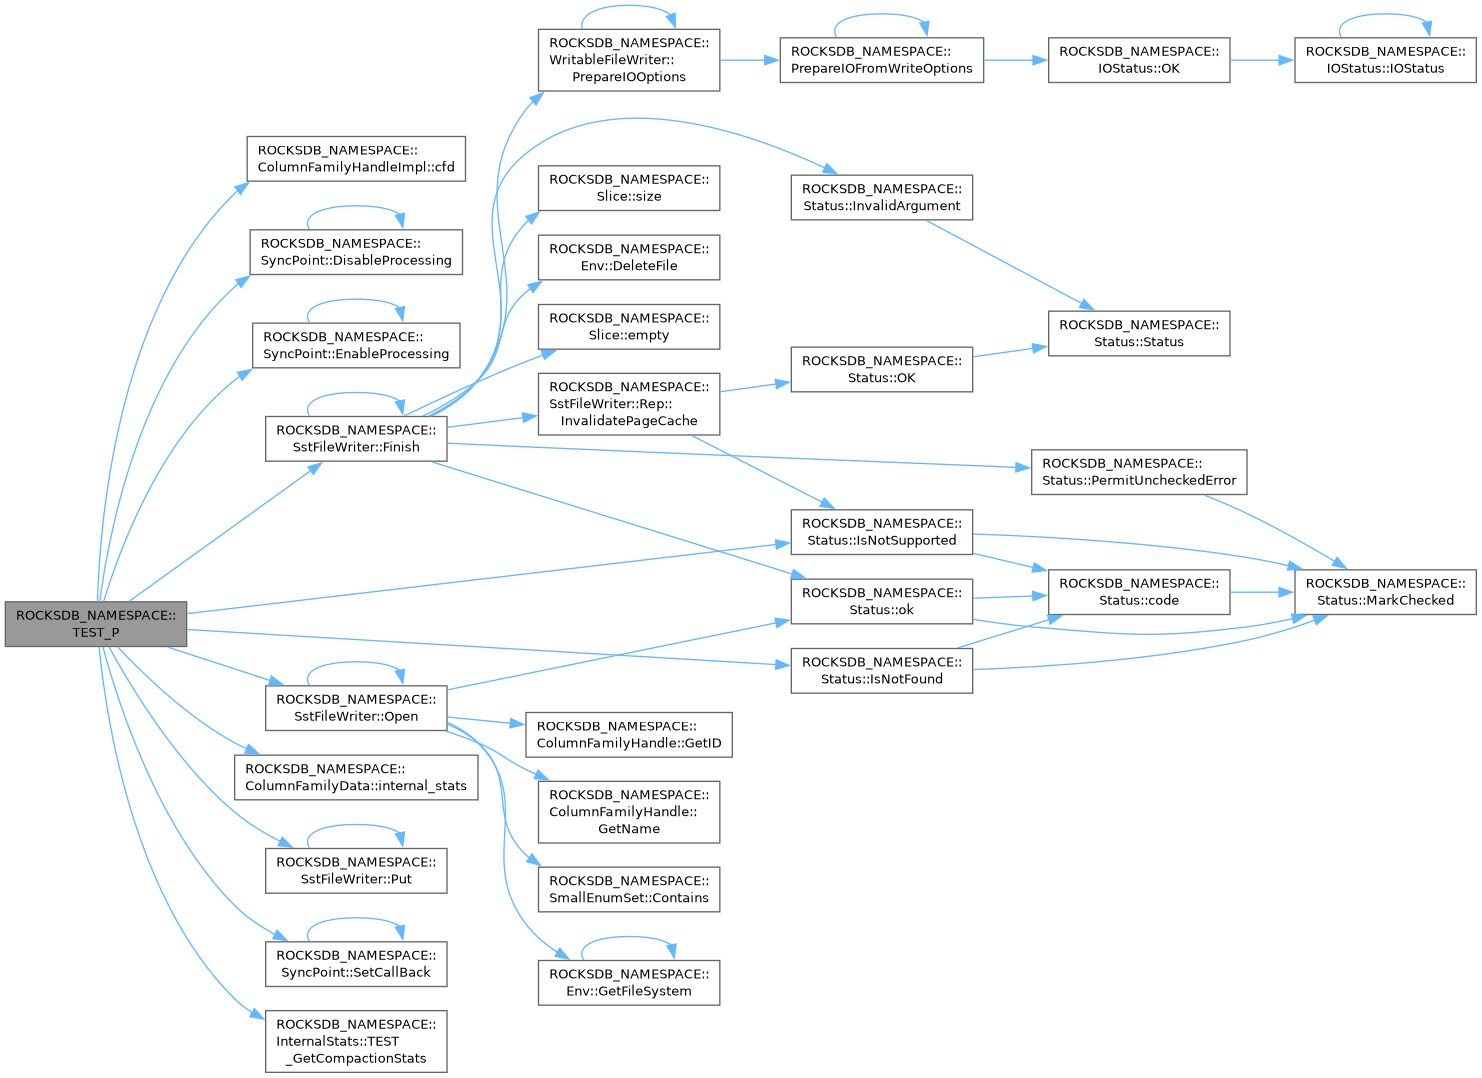 ROCKSDB_NAMESPACE::
TEST_P
ROCKSDB_NAMESPACE::
ColumnFamilyHandleImpl::cfd
ROCKSDB_NAMESPACE::
SyncPoint::DisableProcessing
ROCKSDB_NAMESPACE::
SyncPoint::EnableProcessing
ROCKSDB_NAMESPACE::
SstFileWriter::Finish
ROCKSDB_NAMESPACE::
SstFileWriter::Open
ROCKSDB_NAMESPACE::
ColumnFamilyData::internal_stats
ROCKSDB_NAMESPACE::
SstFileWriter::Put
ROCKSDB_NAMESPACE::
SyncPoint::SetCallBack
ROCKSDB_NAMESPACE::
InternalStats::TEST
_GetCompactionStats
ROCKSDB_NAMESPACE::
WritableFileWriter::
PrepareIOOptions
ROCKSDB_NAMESPACE::
Slice::size
ROCKSDB_NAMESPACE::
Env::DeleteFile
ROCKSDB_NAMESPACE::
Slice::empty
ROCKSDB_NAMESPACE::
SstFileWriter::Rep::
InvalidatePageCache
ROCKSDB_NAMESPACE::
ColumnFamilyHandle::GetID
ROCKSDB_NAMESPACE::
ColumnFamilyHandle::
GetName
ROCKSDB_NAMESPACE::
SmallEnumSet::Contains
ROCKSDB_NAMESPACE::
Env::GetFileSystem
ROCKSDB_NAMESPACE::
PrepareIOFromWriteOptions
ROCKSDB_NAMESPACE::
Status::InvalidArgument
ROCKSDB_NAMESPACE::
Status::OK
ROCKSDB_NAMESPACE::
Status::IsNotSupported
ROCKSDB_NAMESPACE::
Status::ok
ROCKSDB_NAMESPACE::
Status::IsNotFound
ROCKSDB_NAMESPACE::
IOStatus::OK
ROCKSDB_NAMESPACE::
Status::Status
ROCKSDB_NAMESPACE::
Status::PermitUncheckedError
ROCKSDB_NAMESPACE::
Status::code
ROCKSDB_NAMESPACE::
IOStatus::IOStatus
ROCKSDB_NAMESPACE::
Status::MarkChecked